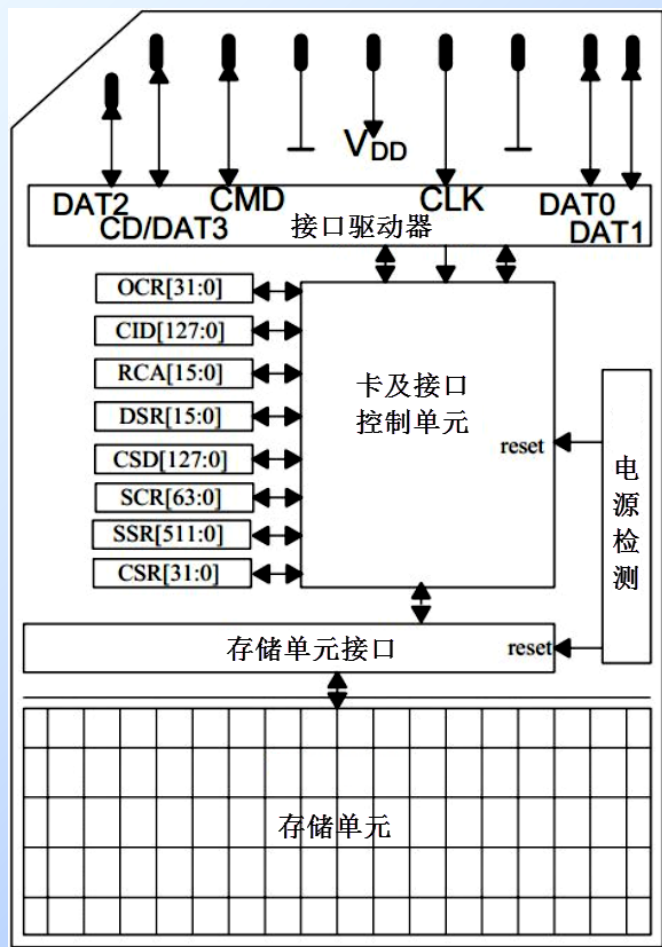 VDD
DAT2
CMD
CLK
DAT0
CD/DAT3
接口驱动器
DAT1
OCR[31:0]
CID[127:0]
RCA[15:0]
DSR[15:0]
CSD[127:0]
SCR[63:0]
SSR[511:0]
CSR[31:0]
卡及接口
控制单元
reset
电
源
检
测
存储单元接口
reset
存储单元